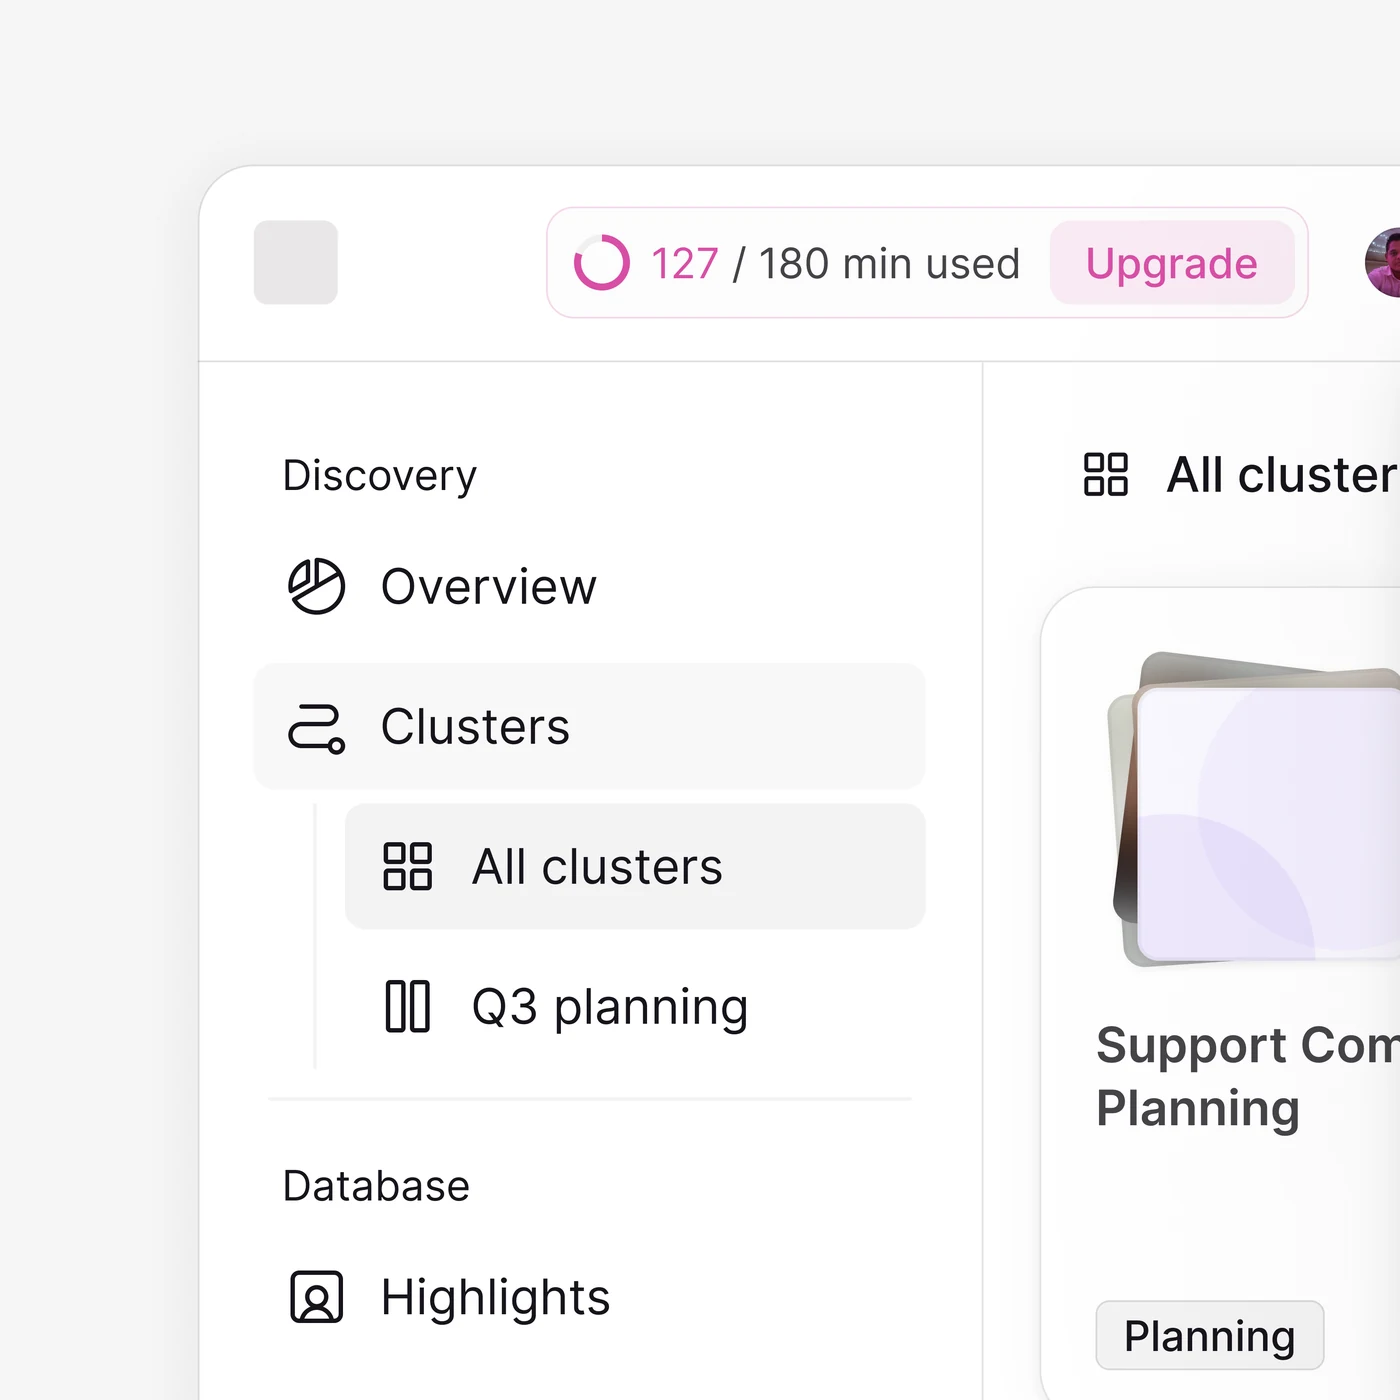 127 / 180 min used
Upgrade
Discovery
Overview
Clusters
All clusters
Q3 planning
Database
Highlights
All cluster
Support Com
Planning
Planning